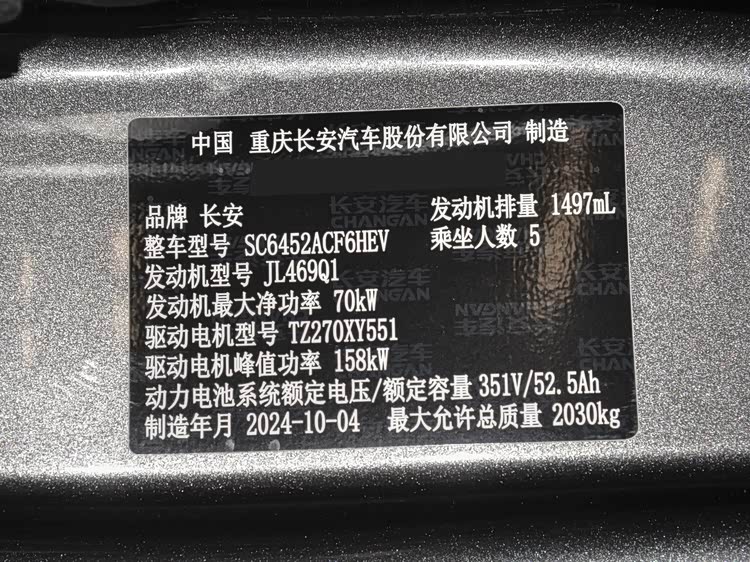 中国 重庆长安汽车股份有限公司 制造
品牌 长安 发动机排量 1497mL
整车型号 SC6452ACF6HEV 乘坐人数 5
发动机型号 JL469Q1
发动机最大净功率 70kW
驱动电机型号 TZ270XY551
驱动电机峰值功率 158kW
动力电池系统额定电压/额定容量 351V/52.5Ah
制造年月 2024-10-04 最大允许总质量 2030kg
长安汽车
CHANGAN